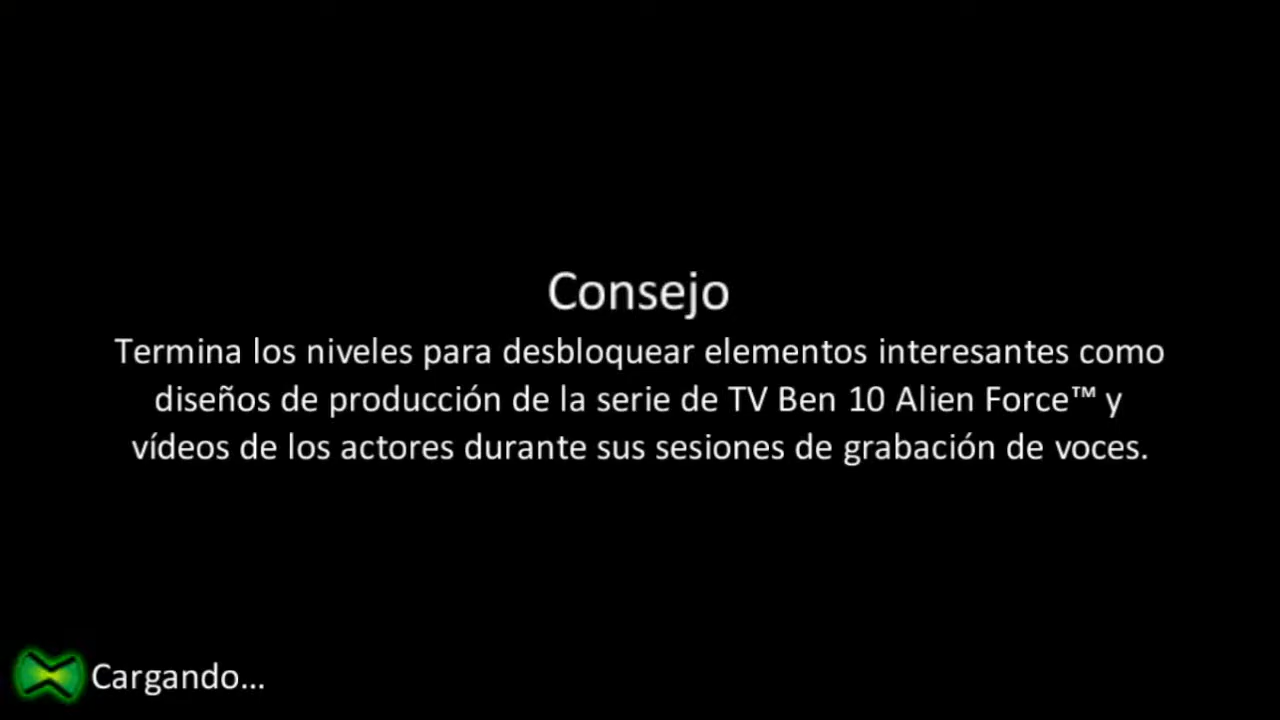 Consejo
Termina los niveles para desbloquear elementos interesantes como
diseños de producción de la serie de TV Ben 10 Alien Force™ y
vídeos de los actores durante sus sesiones de grabación de voces.
Cargando...